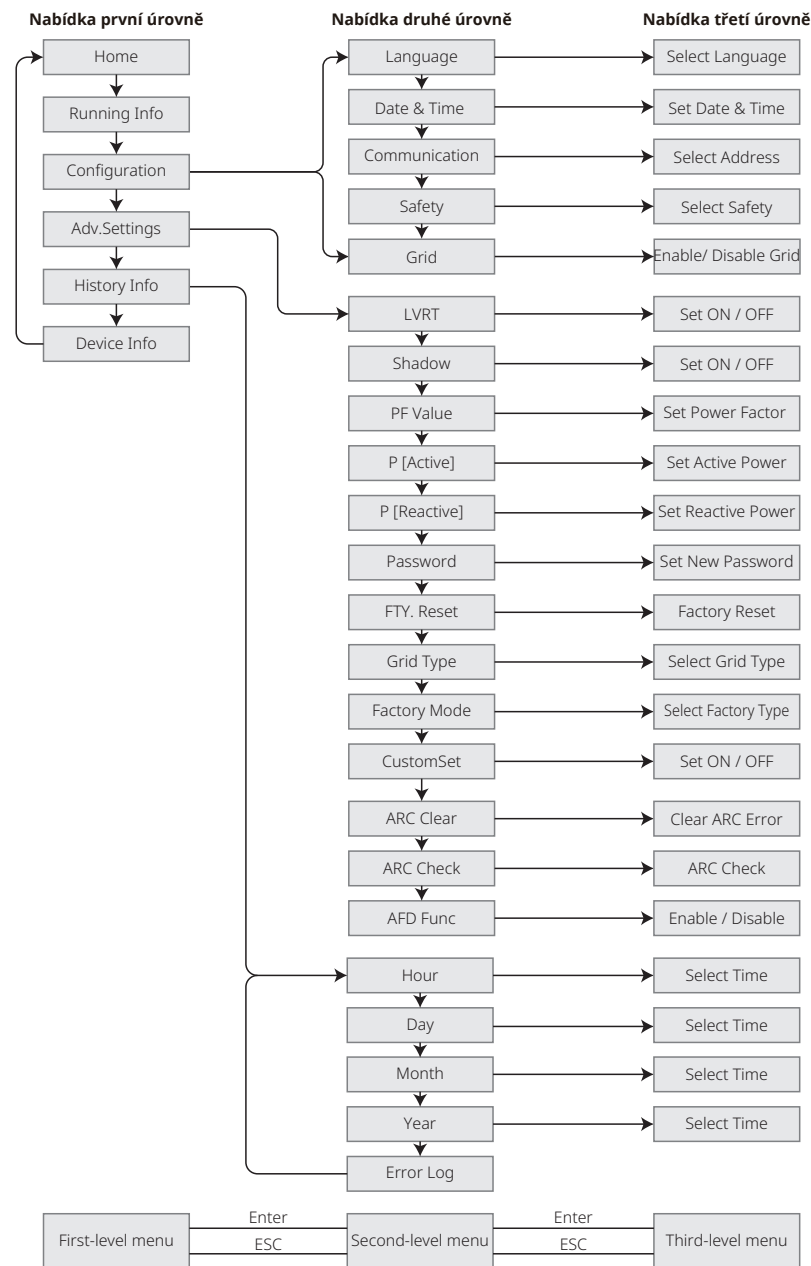 Nabídka první úrovně
Nabídka druhé úrovně
Nabídka třetí úrovně
Home
Language
Select Language
Running Info
Date & Time
Set Date & Time
Configuration
Communication
Select Address
Adv.Settings
Safety
Select Safety
History Info
Grid
Enable/ Disable Grid
Device Info
LVRT
Set ON / OFF
Shadow
Set ON / OFF
PF Value
Set Power Factor
P [Active]
Set Active Power
P [Reactive]
Set Reactive Power
Password
Set New Password
FTY. Reset
Factory Reset
Grid Type
Select Grid Type
Factory Mode
Select Factory Type
CustomSet
Set ON / OFF
ARC Clear
Clear ARC Error
ARC Check
ARC Check
AFD Func
Enable / Disable
Hour
Select Time
Day
Select Time
Month
Select Time
Year
Select Time
Error Log
First-level menu
Enter
ESC
Second-level menu
Enter
ESC
Third-level menu